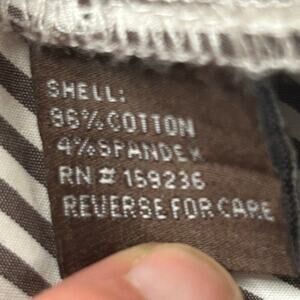 SHELL:
96% COTTON
4% SPANDEX
RN # 159236
REVERSE FOR CARE